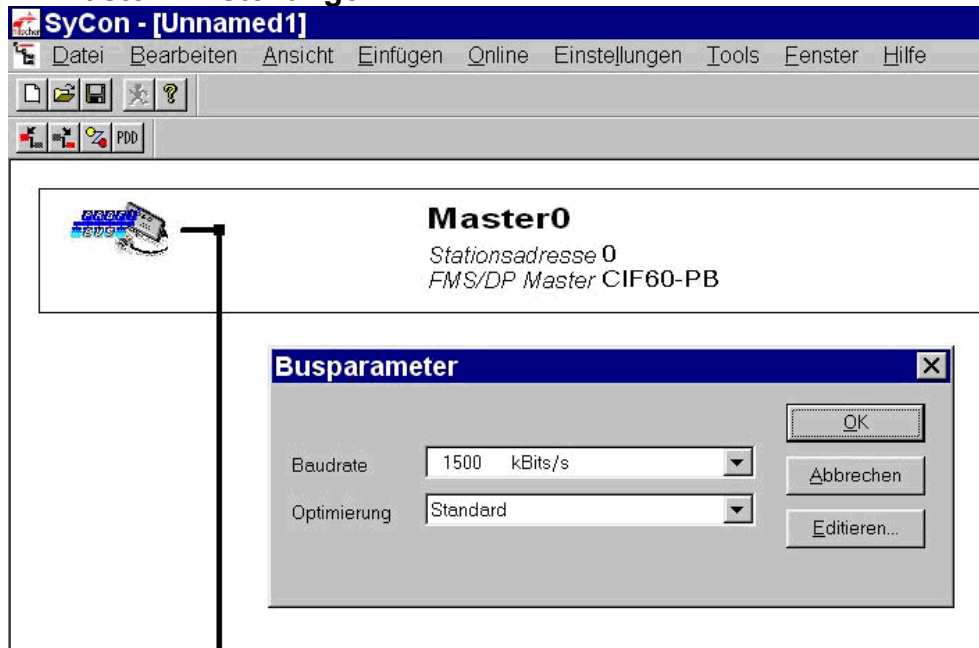 SyCon - [Unnamed1]
Datei Bearbeiten Ansicht Einfügen Online Einstellungen Tools Fenster Hilfe
PDD
Master0
Stationsadresse 0
FMS/DP Master CIF60-PB
Busparameter
OK
Baudrate 1500 kBits/s
Abbrechen
Optimierung Standard
Editieren...